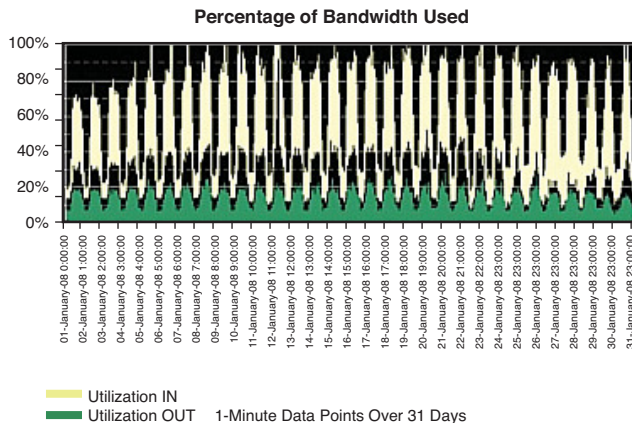 Percentage of Bandwidth Used
100%
80%
60%
40%
20%
0%
01-January-08 0:00:00
02-January-08 1:00:00
03-January-08 2:00:00
04-January-08 3:00:00
05-January-08 4:00:00
06-January-08 5:00:00
07-January-08 6:00:00
08-January-08 7:00:00
09-January-08 8:00:00
10-January-08 9:00:00
11-January-08 10:00:00
12-January-08 11:00:00
13-January-08 12:00:00
14-January-08 13:00:00
15-January-08 14:00:00
16-January-08 15:00:00
17-January-08 16:00:00
18-January-08 17:00:00
19-January-08 18:00:00
20-January-08 19:00:00
21-January-08 20:00:00
22-January-08 21:00:00
23-January-08 22:00:00
24-January-08 23:00:00
25-January-08 23:00:00
26-January-08 23:00:00
27-January-08 23:00:00
28-January-08 23:00:00
29-January-08 23:00:00
30-January-08 23:00:00
31-January-08 23:00:00
Utilization IN
Utilization OUT 1-Minute Data Points Over 31 Days